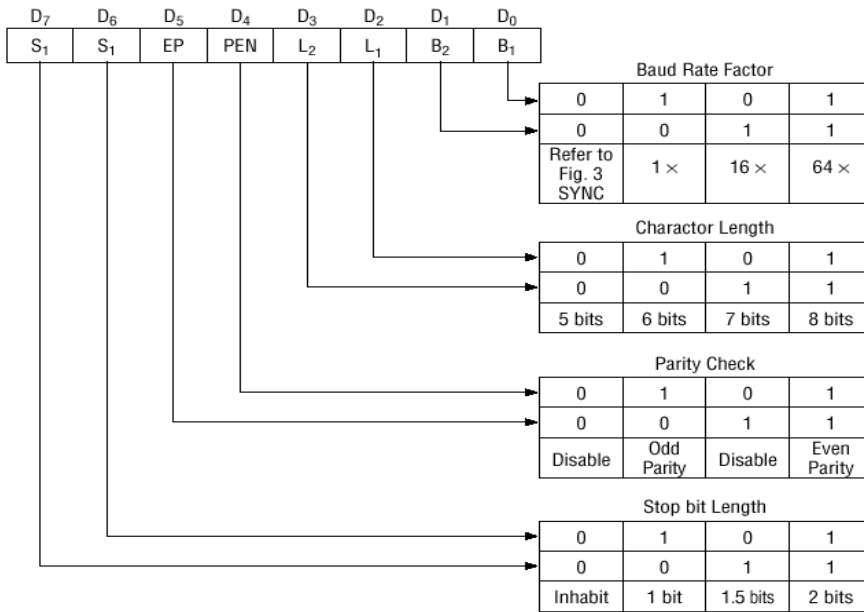 D7 D6 D5 D4 D3 D2 D1 D0
S1 S1 EP PEN L2 L1 B2 B1
Baud Rate Factor
0 1 0 1
0 0 1 1
Refer to Fig. 3 SYNC 1 × 16 × 64 ×
Charactor Length
0 1 0 1
0 0 1 1
5 bits 6 bits 7 bits 8 bits
Parity Check
0 1 0 1
0 0 1 1
Disable Odd Parity Disable Even Parity
Stop bit Length
0 1 0 1
0 0 1 1
Inhabit 1 bit 1.5 bits 2 bits